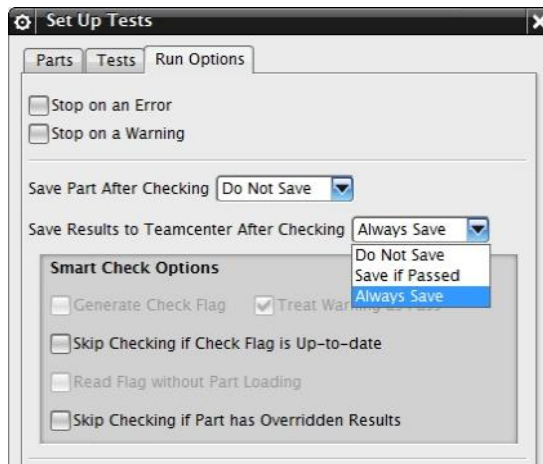 Set Up Tests
Parts Tests Run Options
Stop on an Error
Stop on a Warning
Save Part After Checking Do Not Save
Save Results to Teamcenter After Checking Always Save
Do Not Save
Save if Passed
Always Save
Smart Check Options
Generate Check Flag Treat Warning as Pass
Skip Checking if Check Flag is Up-to-date
Read Flag without Part Loading
Skip Checking if Part has Overridden Results